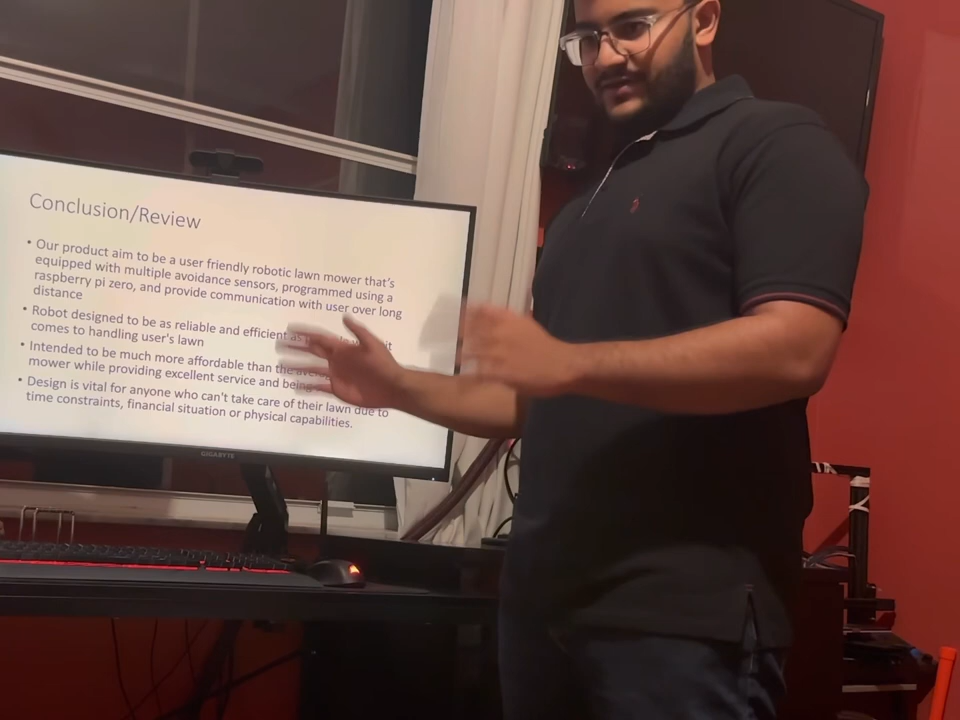 Conclusion/Review
• Our product aim to be a user friendly robotic lawn mower that's
equipped with multiple avoidance sensors, programmed using a
raspberry pi zero, and provide communication with user over long
distance
• Robot designed to be as reliable and efficient as it
comes to handling user's lawn
• Intended to be much more affordable than the
mower while providing excellent service and being
• Design is vital for anyone who can't take care of their lawn due to
time constraints, financial situation or physical capabilities.
GIGABYTE